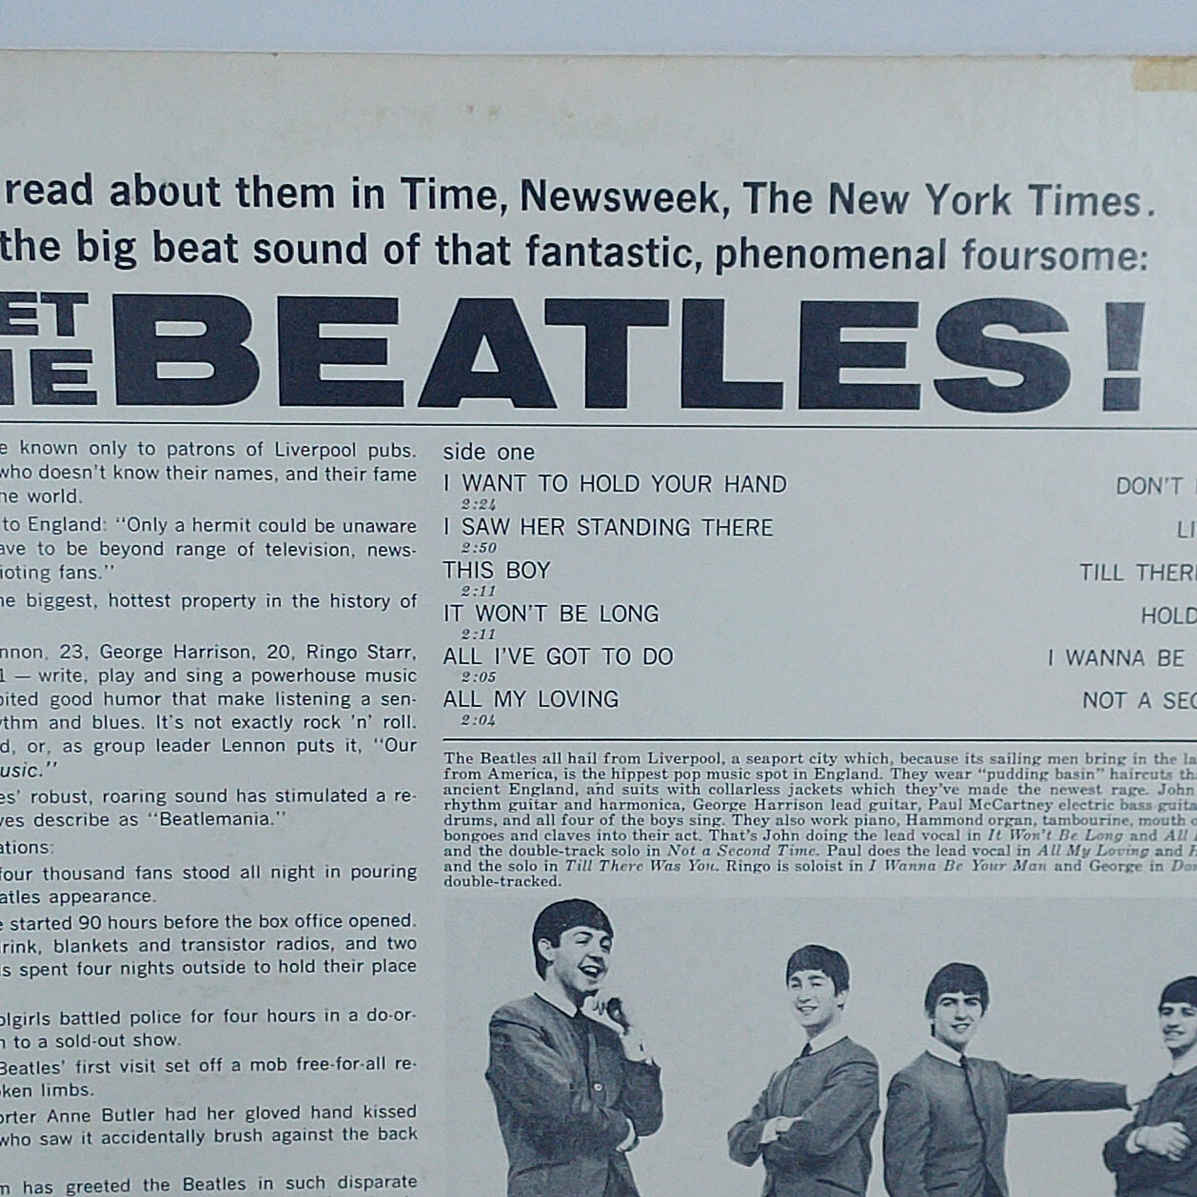 read about them in Time, Newsweek, The New York Times.
the big beat sound of that fantastic, phenomenal foursome:
ET
HE BEATLES!
known only to patrons of Liverpool pubs.
who doesn't know their names, and their fame
world.
to England: "Only a hermit could be unaware
to be beyond range of television, news-
fans."
biggest, hottest property in the history of
23, George Harrison, 20, Ringo Starr,
— write, play and sing a powerhouse music
good humor that make listening a sen-
and blues. It's not exactly rock 'n' roll.
or, as group leader Lennon puts it, "Our
robust, roaring sound has stimulated a re-
describe as "Beatlemania."
four thousand fans stood all night in pouring
appearance.
started 90 hours before the box office opened.
blankets and transistor radios, and two
spent four nights outside to hold their place
battled police for four hours in a do-or-
to a sold-out show.
Beatles' first visit set off a mob free-for-all re-
limbs.
Anne Butler had her gloved hand kissed
who saw it accidentally brush against the back
has greeted the Beatles in such disparate
side one
I WANT TO HOLD YOUR HAND
2:24
I SAW HER STANDING THERE
2:50
THIS BOY
2:11
IT WON'T BE LONG
2:11
ALL I'VE GOT TO DO
2:05
ALL MY LOVING
2:04
DON'T
LI
TILL THER
HOLD
I WANNA BE
NOT A SEC
The Beatles all hail from Liverpool, a seaport city which, because its sailing men bring in the la
from America, is the hippest pop music spot in England. They wear "pudding basin" haircuts th
ancient England, and suits with collarless jackets which they've made the newest rage. John
rhythm guitar and harmonica, George Harrison lead guitar, Paul McCartney electric bass guita
drums, and all four of the boys sing. They also work piano, Hammond organ, tambourine, mouth o
bongoes and claves into their act. That's John doing the lead vocal in It Won't Be Long and All
and the double-track solo in Not a Second Time. Paul does the lead vocal in All My Loving and H
and the solo in Till There Was You. Ringo is soloist in I Wanna Be Your Man and George in Don
double-tracked.